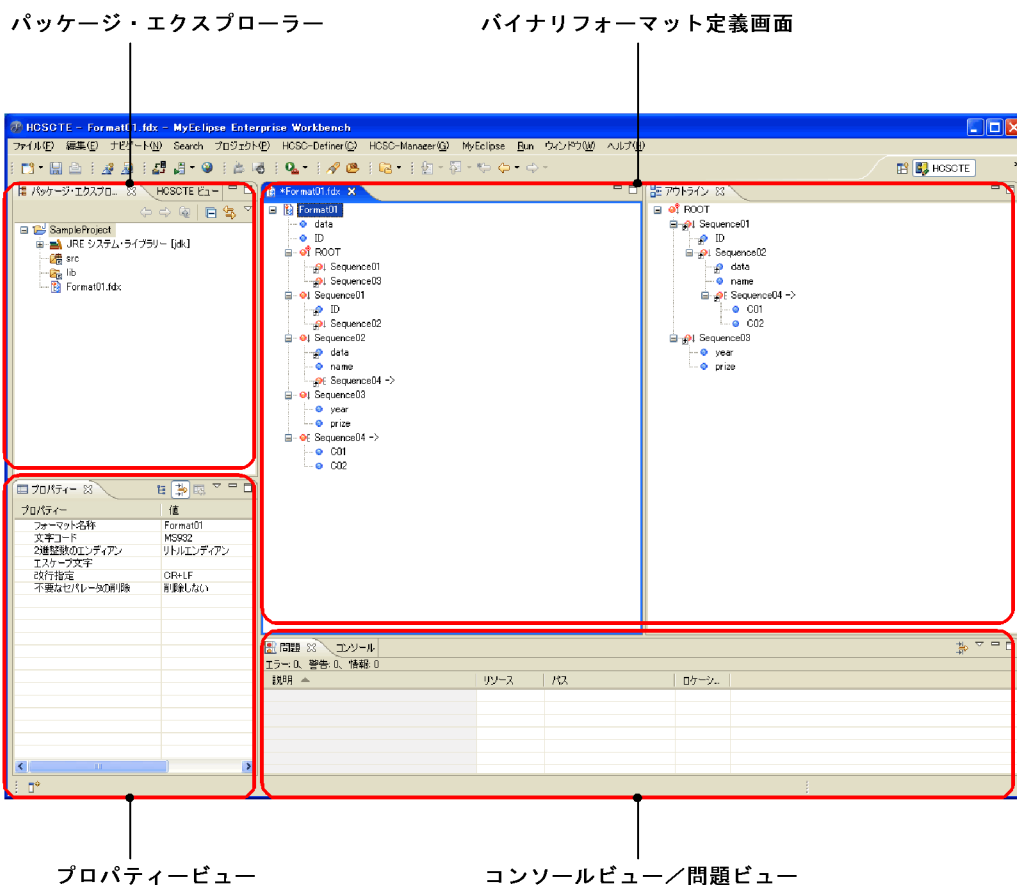 パッケージ・エクスプローラー
バイナリフォーマット定義画面
HCSCTE - Format01.fdx - MyEclipse Enterprise Workbench
ファイル(F) 編集(E) ナビゲート(N) Search プロジェクト(P) HCSC-Definer(C) HCSC-Manager(G) MyEclipse Run ウィンドウ(W) ヘルプ(H)
HCSCTE
パッケージ・エクスプロ... HCSCTE ビュー
SampleProject
JRE システム・ライブラリー [jdk]
src
lib
Format01.fdx
*Format01.fdx
Format01
data
ID
ROOT
Sequence01
Sequence03
Sequence01
ID
Sequence02
Sequence02
data
name
Sequence04 ->
Sequence03
year
prize
Sequence04 ->
C01
C02
アウトライン
ROOT
Sequence01
ID
Sequence02
data
name
Sequence04 ->
C01
C02
Sequence03
year
prize
プロパティー
プロパティー 値
フォーマット名称 Format01
文字コード MS932
2進整数のエンディアン リトルエンディアン
エスケープ文字
改行指定 CR+LF
不要なセパレータの削除 削除しない
問題 コンソール
エラー: 0、警告: 0、情報: 0
説明 リソース パス ロケーシ...
プロパティービュー
コンソールビュー／問題ビュー